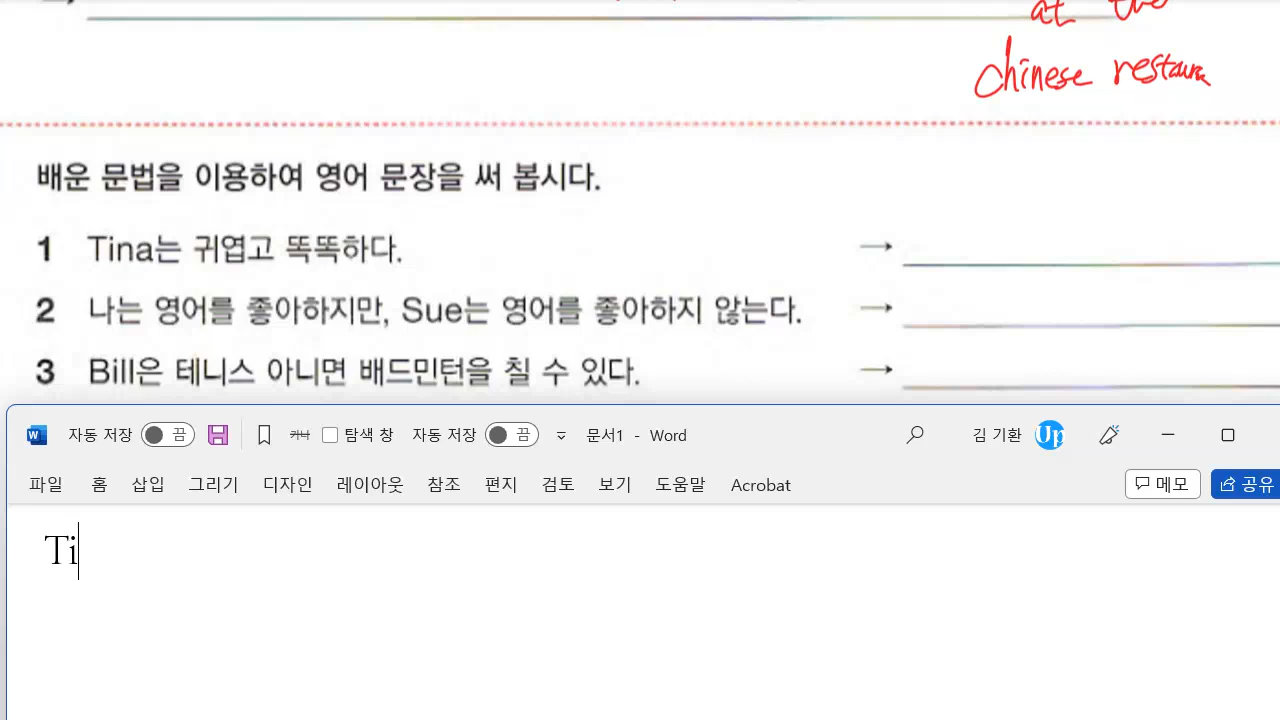 at the
chinese restaura
배운 문법을 이용하여 영어 문장을 써 봅시다.
1 Tina는 귀엽고 똑똑하다. →
2 나는 영어를 좋아하지만, Sue는 영어를 좋아하지 않는다. →
3 Bill은 테니스 아니면 배드민턴을 칠 수 있다. →
자동 저장 끔 가나 탐색 창 자동 저장 끔 문서1 - Word 김 기환 Up
파일 홈 삽입 그리기 디자인 레이아웃 참조 편지 검토 보기 도움말 Acrobat 메모 공유
Ti